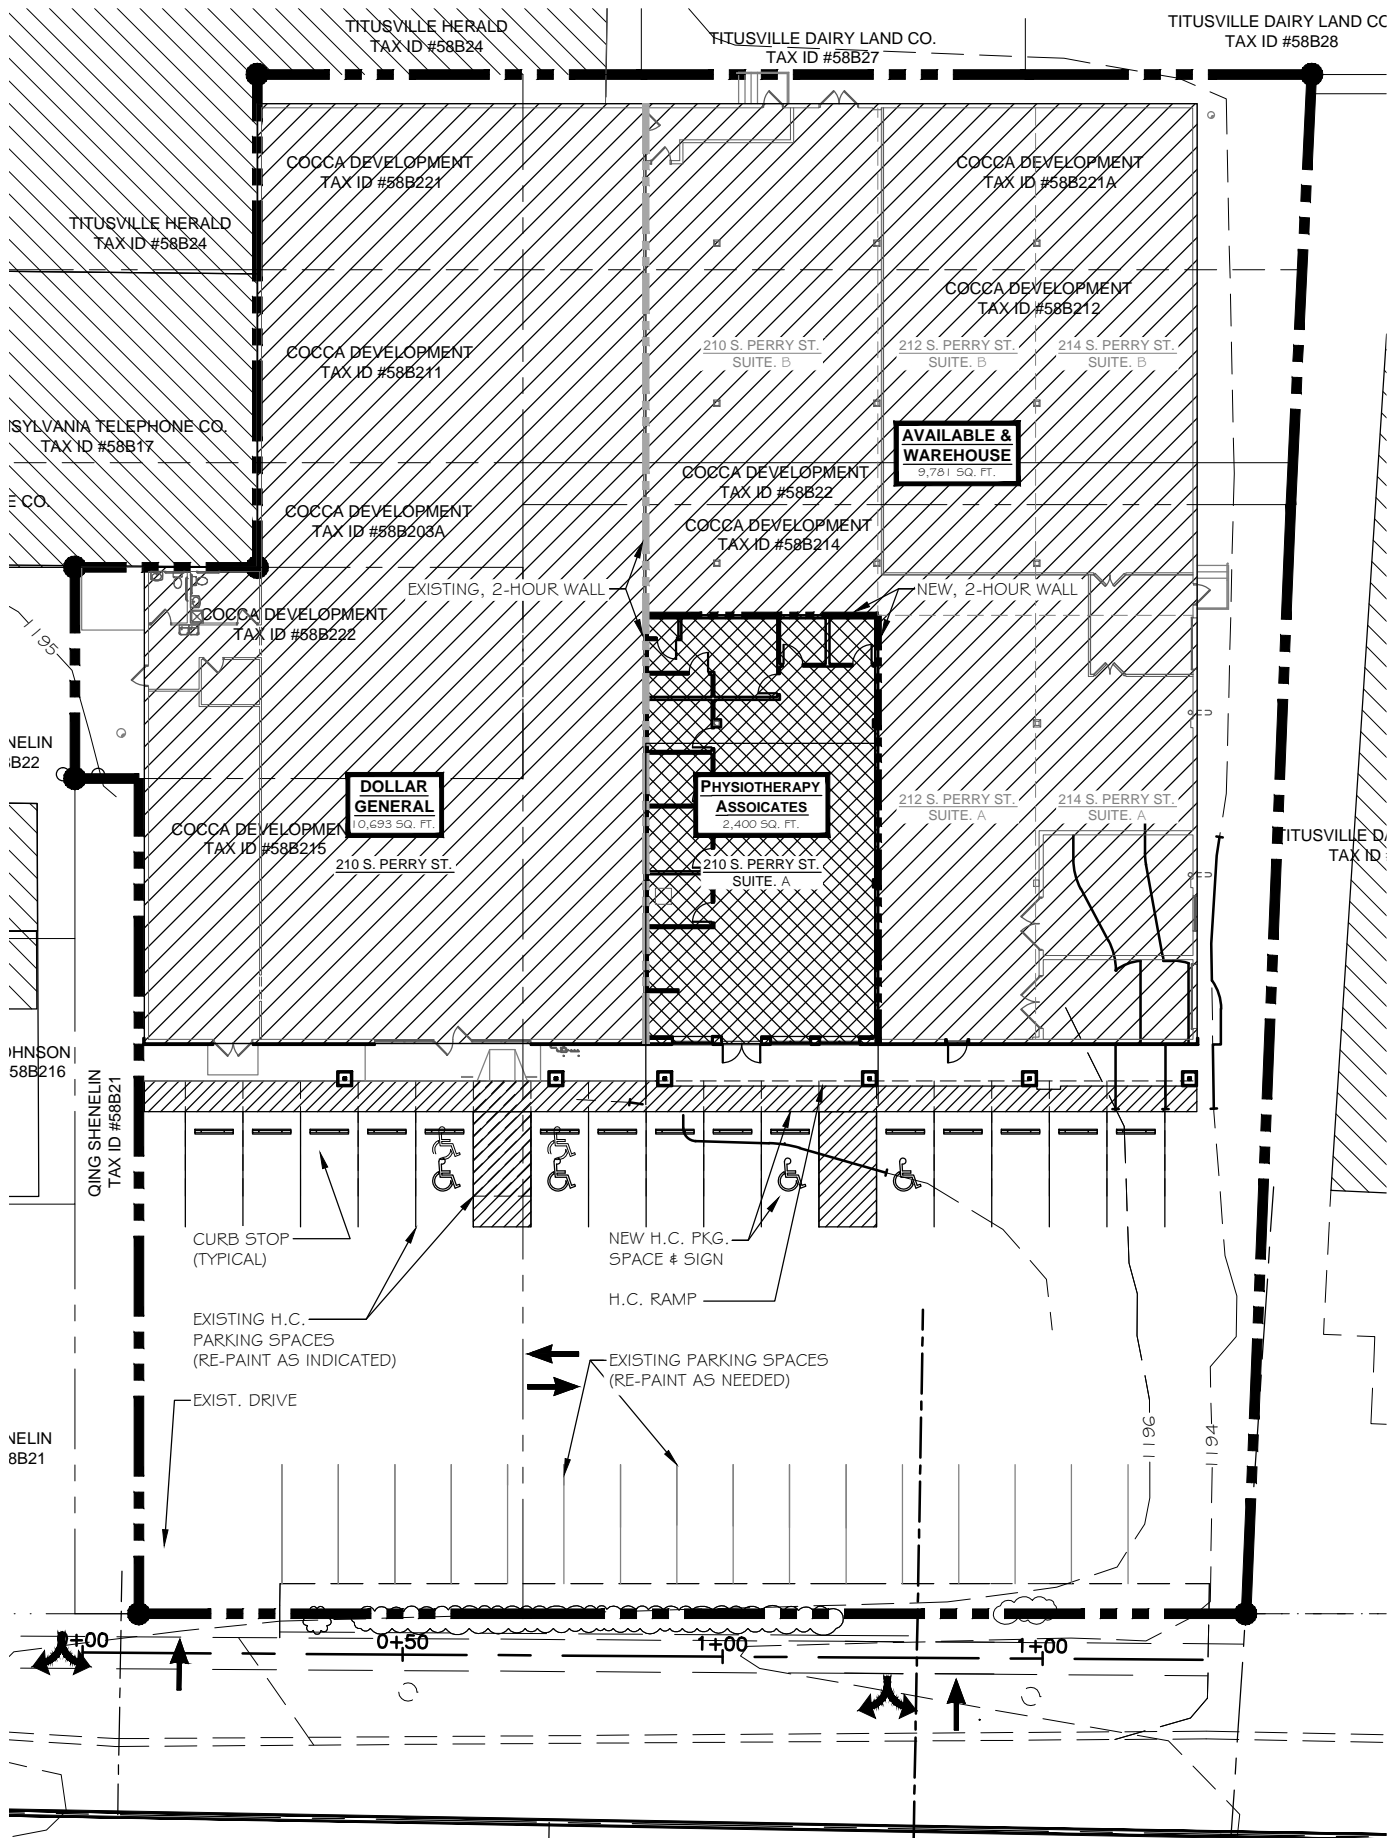 TITUSVILLE HERALD
TAX ID #58B24
TITUSVILLE DAIRY LAND CO.
TAX ID #58B27
TITUSVILLE DAIRY LAND CO
TAX ID #58B28
COCCA DEVELOPMENT
TAX ID #58B221
COCCA DEVELOPMENT
TAX ID #58B221A
TITUSVILLE HERALD
TAX ID #58B24
COCCA DEVELOPMENT
TAX ID #58B212
COCCA DEVELOPMENT
TAX ID #58B211
210 S. PERRY ST.
SUITE. B
212 S. PERRY ST.
SUITE. B
214 S. PERRY ST.
SUITE. B
SYLVANIA TELEPHONE CO.
TAX ID #58B17
AVAILABLE &
WAREHOUSE
9,781 SQ. FT.
COCCA DEVELOPMENT
TAX ID #58B22
E CO.
COCCA DEVELOPMENT
TAX ID #58B203A
COCCA DEVELOPMENT
TAX ID #58B214
EXISTING, 2-HOUR WALL
NEW, 2-HOUR WALL
COCCA DEVELOPMENT
TAX ID #58B222
1195
NELIN
B22
DOLLAR
GENERAL
10,693 SQ. FT.
PHYSIOTHERAPY
ASSOICATES
2,400 SQ. FT.
212 S. PERRY ST.
SUITE. A
214 S. PERRY ST.
SUITE. A
COCCA DEVELOPMEN
TAX ID #58B215
210 S. PERRY ST.
210 S. PERRY ST.
SUITE. A
TITUSVILLE DA
TAX ID
OHNSON
58B216
QING SHENELIN
TAX ID #58B21
CURB STOP
(TYPICAL)
NEW H.C. PKG.
SPACE & SIGN
H.C. RAMP
EXISTING H.C.
PARKING SPACES
(RE-PAINT AS INDICATED)
EXISTING PARKING SPACES
(RE-PAINT AS NEEDED)
EXIST. DRIVE
NELIN
8B21
1196
1194
+00
0+50
1+00
1+00